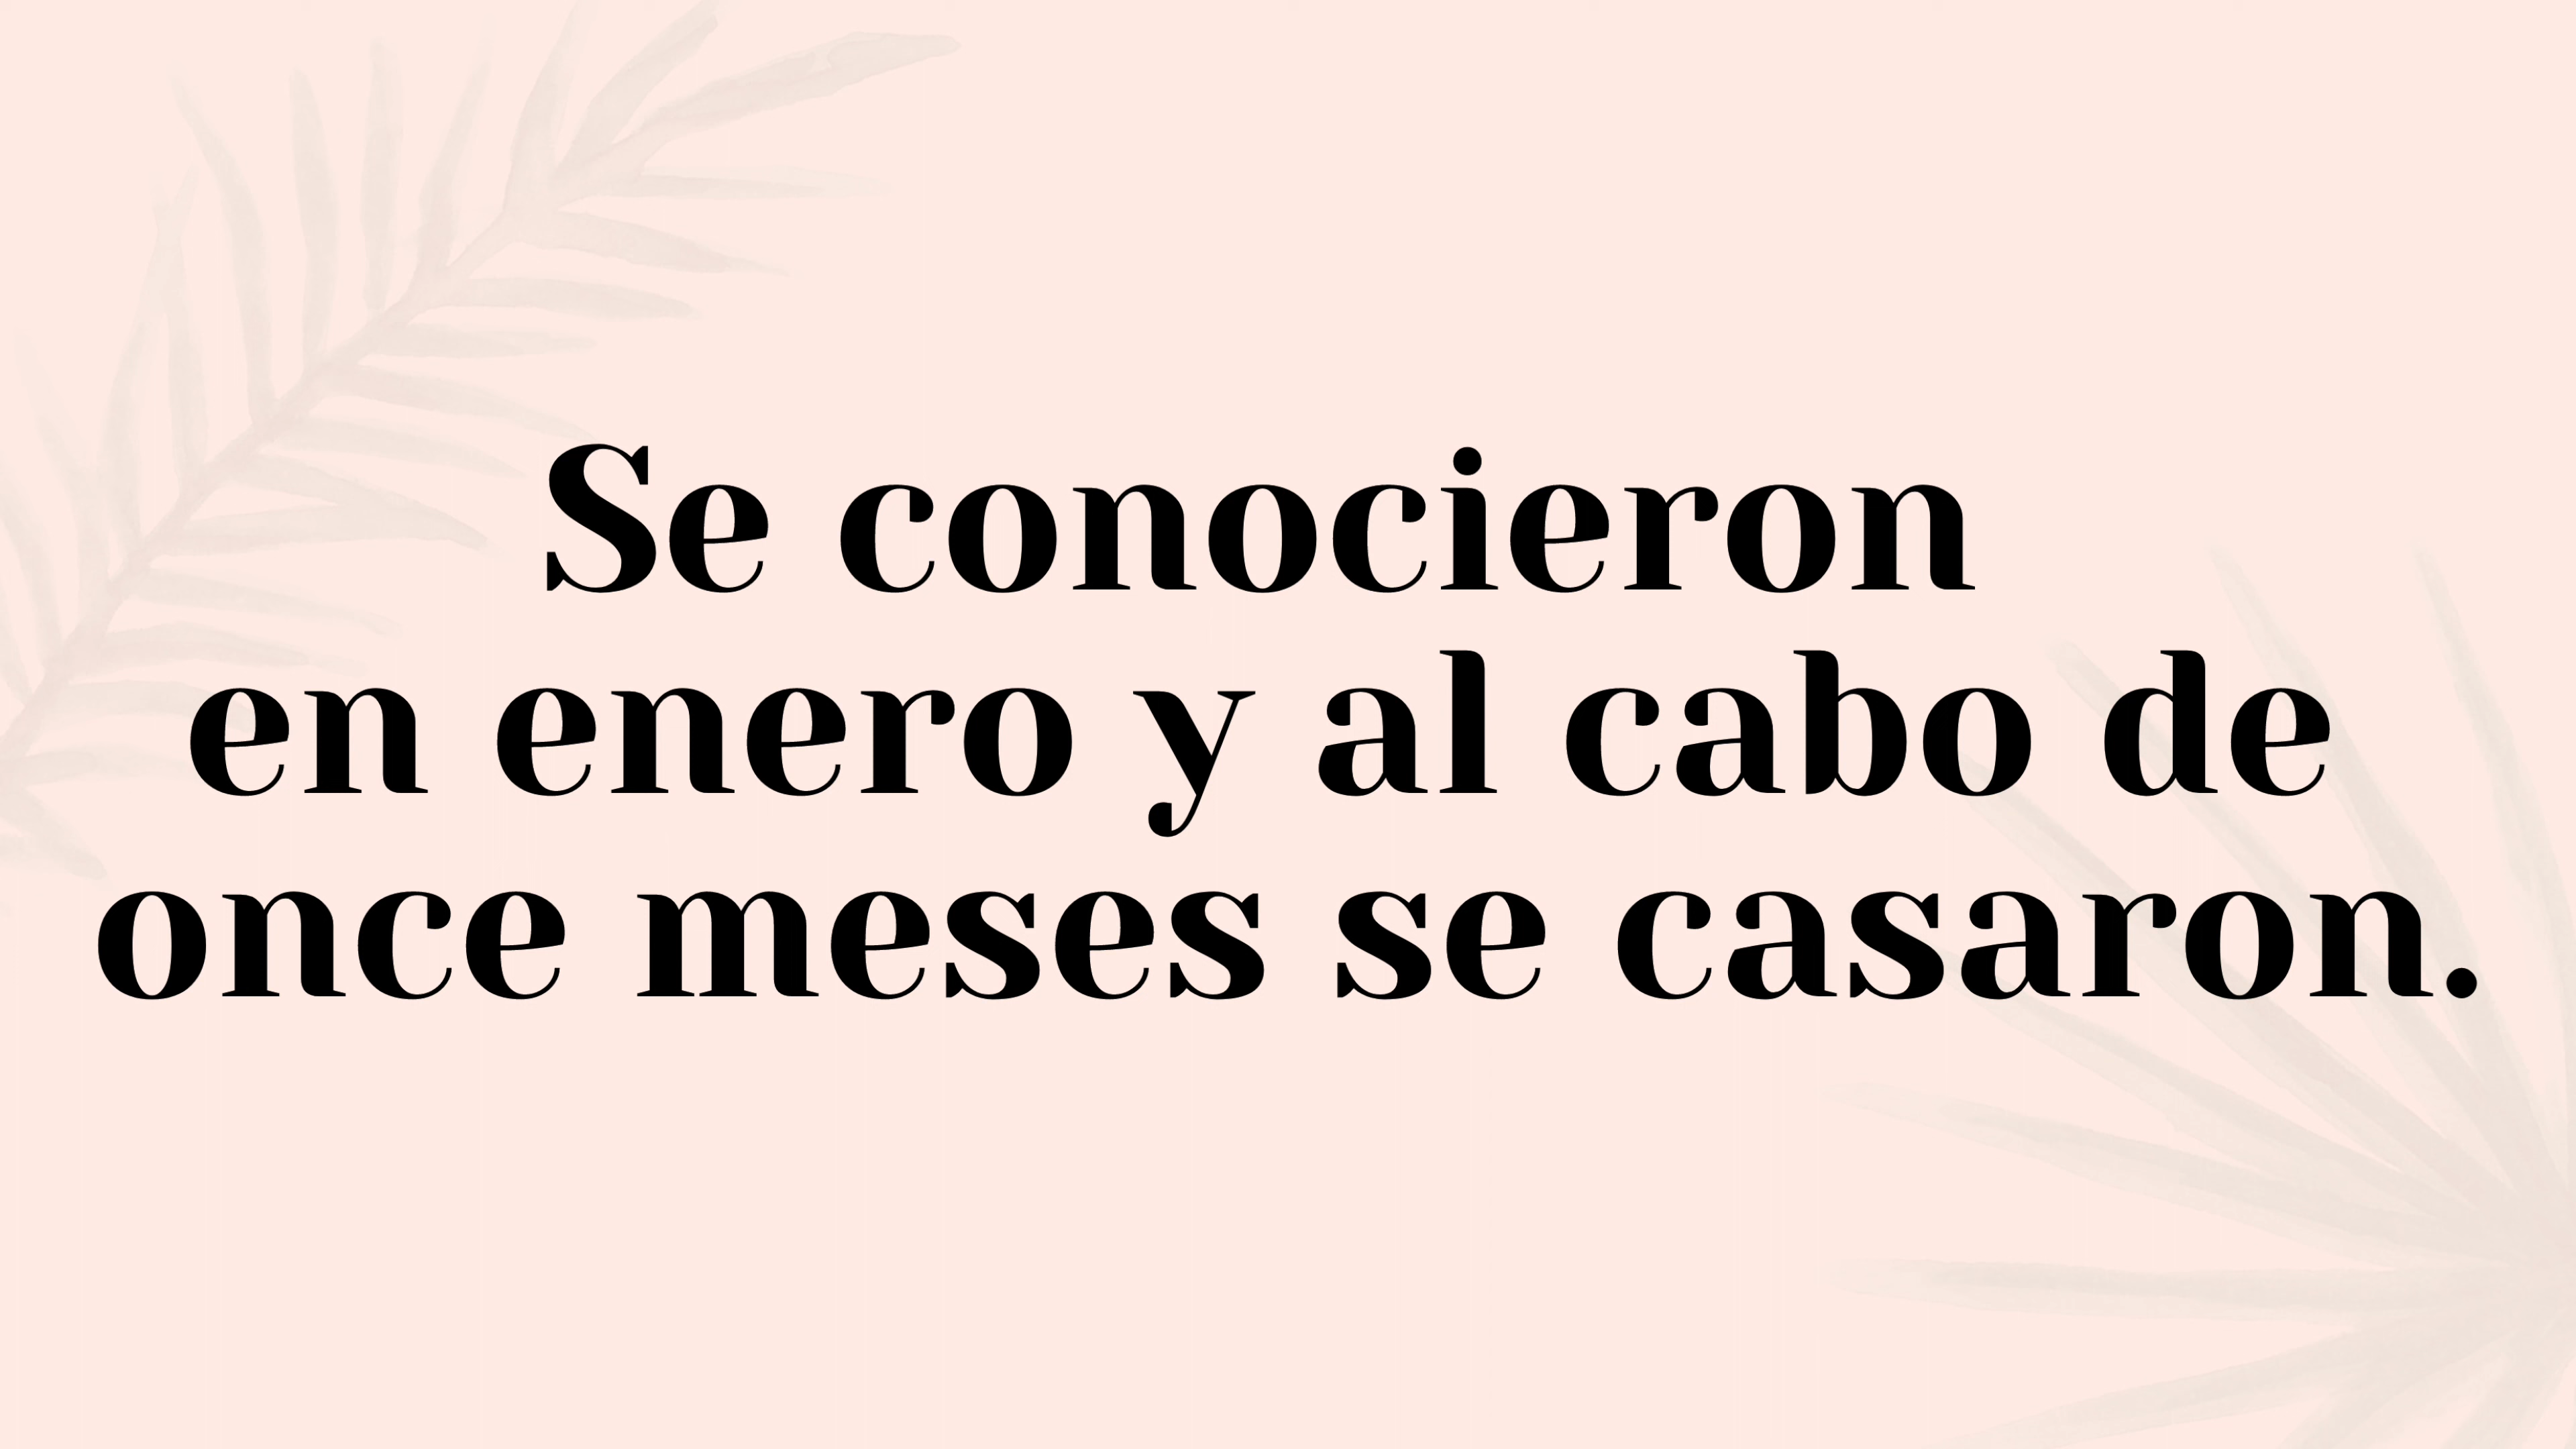 Se conocieron
en enero y al cabo de
once meses se casaron.